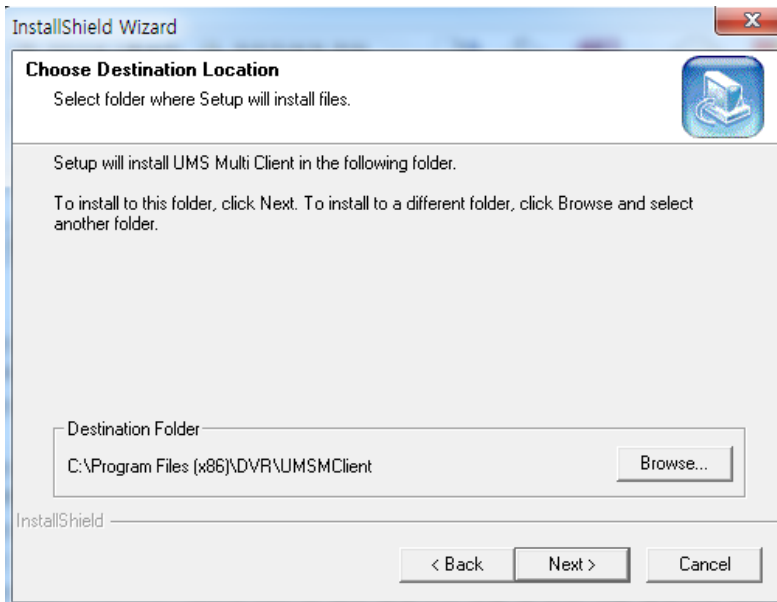 InstallShield Wizard
Choose Destination Location
Select folder where Setup will install files.
Setup will install UMS Multi Client in the following folder.
To install to this folder, click Next. To install to a different folder, click Browse and select
another folder.
Destination Folder
C:\Program Files (x86)\DVR\UMSMClient
Browse...
InstallShield
< Back
Next >
Cancel